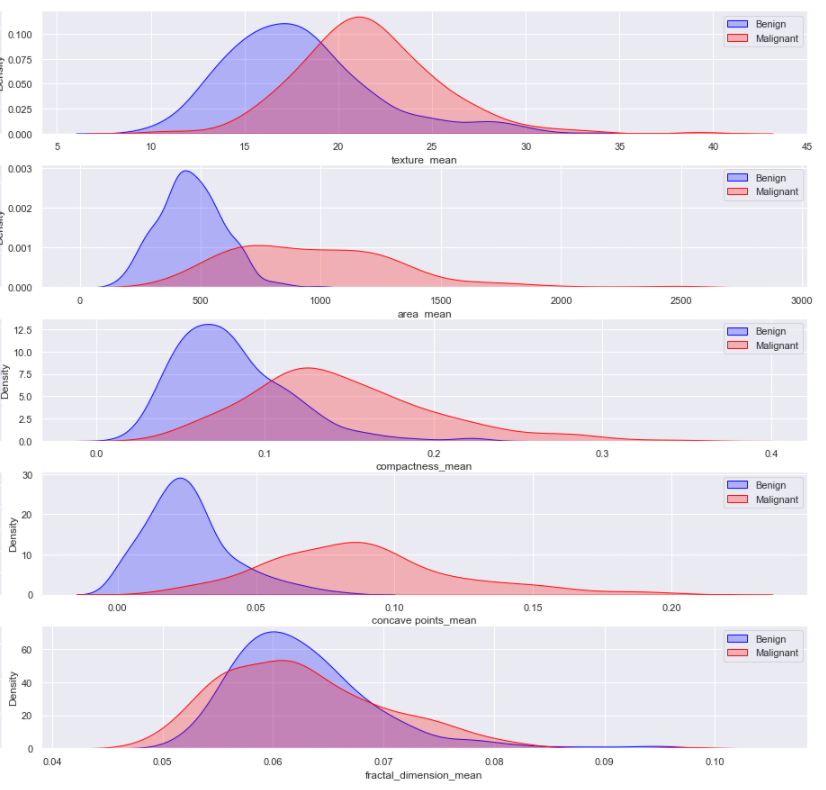 Benign
Malignant
Density
0.100
0.075
0.050
0.025
0.000
5 10 15 20 25 30 35 40 45
texture_mean
Benign
Malignant
Density
0.003
0.002
0.001
0.000
0 500 1000 1500 2000 2500 3000
area_mean
Benign
Malignant
Density
12.5
10.0
7.5
5.0
2.5
0.0
0.0 0.1 0.2 0.3 0.4
compactness_mean
Benign
Malignant
Density
30
20
10
0
0.00 0.05 0.10 0.15 0.20
concave points_mean
Benign
Malignant
Density
60
40
20
0
0.04 0.05 0.06 0.07 0.08 0.09 0.10
fractal_dimension_mean